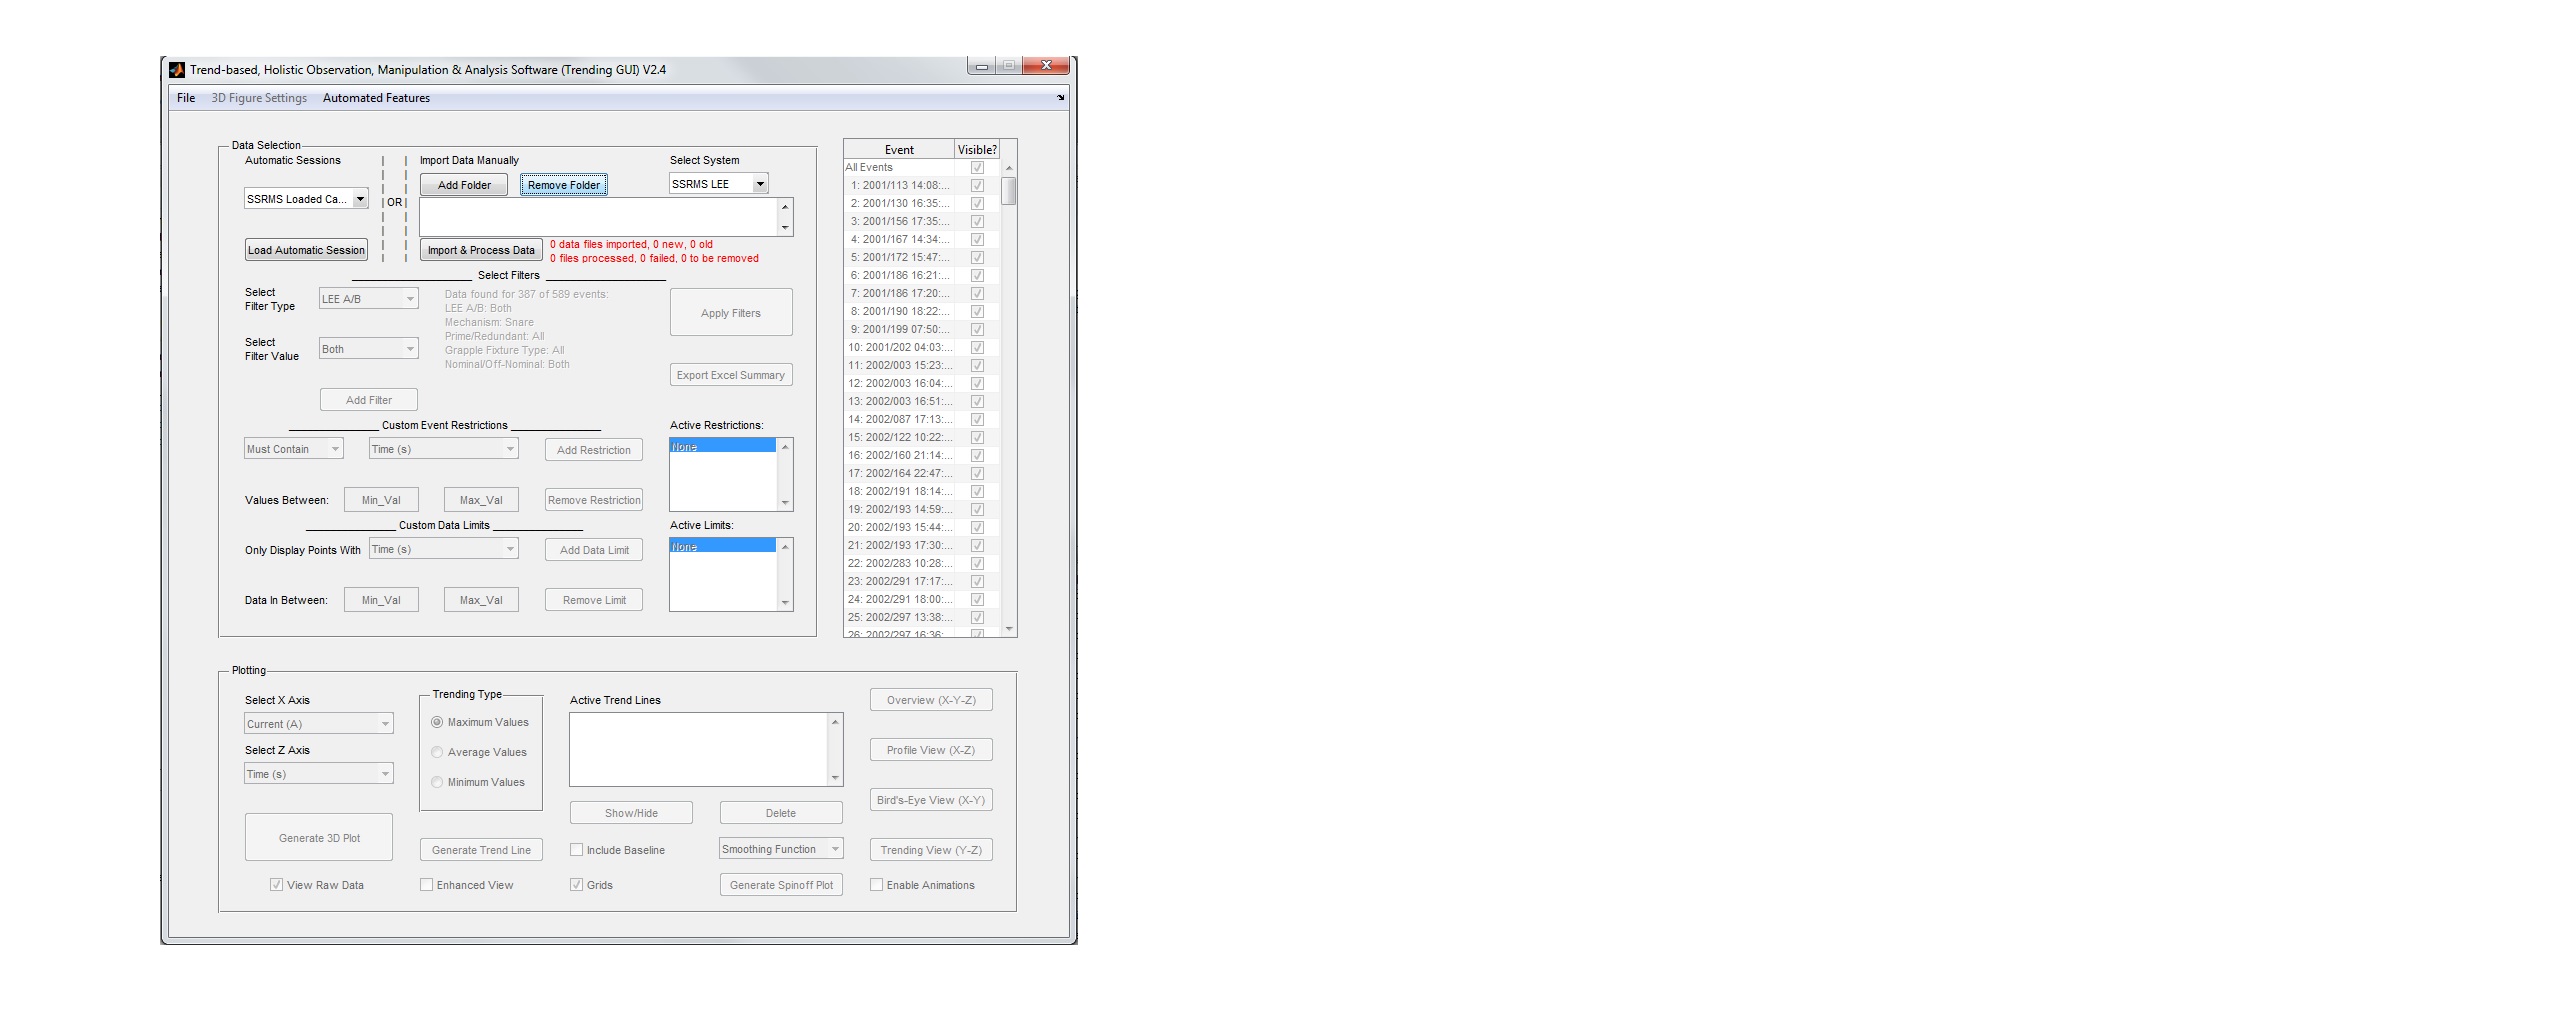 Trend-based, Holistic Observation, Manipulation & Analysis Software (Trending GUI) V2.4
File 3D Figure Settings Automated Features
Data Selection
Automatic Sessions
SSRMS Loaded Ca...
Load Automatic Session
OR
Import Data Manually
Add Folder Remove Folder
Select System
SSRMS LEE
Import & Process Data
0 data files imported, 0 new, 0 old
0 files processed, 0 failed, 0 to be removed
Select Filters
Select
Filter Type
LEE A/B
Select
Filter Value
Both
Add Filter
Data found for 387 of 589 events:
LEE A/B: Both
Mechanism: Snare
Prime/Redundant: All
Grapple Fixture Type: All
Nominal/Off-Nominal: Both
Apply Filters
Export Excel Summary
Custom Event Restrictions
Must Contain Time (s) Add Restriction
Values Between: Min_Val Max_Val Remove Restriction
Active Restrictions:
None
Custom Data Limits
Only Display Points With Time (s) Add Data Limit
Data In Between: Min_Val Max_Val Remove Limit
Active Limits:
None
Event Visible?
All Events
1: 2001/113 14:08:...
2: 2001/130 16:35:...
3: 2001/156 17:35:...
4: 2001/167 14:34:...
5: 2001/172 15:47:...
6: 2001/186 16:21:...
7: 2001/186 17:20:...
8: 2001/190 18:22:...
9: 2001/199 07:50:...
10: 2001/202 04:03:...
11: 2002/003 15:23:...
12: 2002/003 16:04:...
13: 2002/003 16:51:...
14: 2002/087 17:13:...
15: 2002/122 10:22:...
16: 2002/160 21:14:...
17: 2002/164 22:47:...
18: 2002/191 18:14:...
19: 2002/193 14:59:...
20: 2002/193 15:44:...
21: 2002/193 17:30:...
22: 2002/283 10:28:...
23: 2002/291 17:17:...
24: 2002/291 18:00:...
25: 2002/297 13:38:...
26: 2002/297 16:36:
Plotting
Select X Axis
Current (A)
Select Z Axis
Time (s)
Generate 3D Plot
View Raw Data
Trending Type
Maximum Values
Average Values
Minimum Values
Generate Trend Line
Enhanced View
Active Trend Lines
Show/Hide Delete
Include Baseline Smoothing Function
Grids Generate Spinoff Plot
Overview (X-Y-Z)
Profile View (X-Z)
Bird's-Eye View (X-Y)
Trending View (Y-Z)
Enable Animations